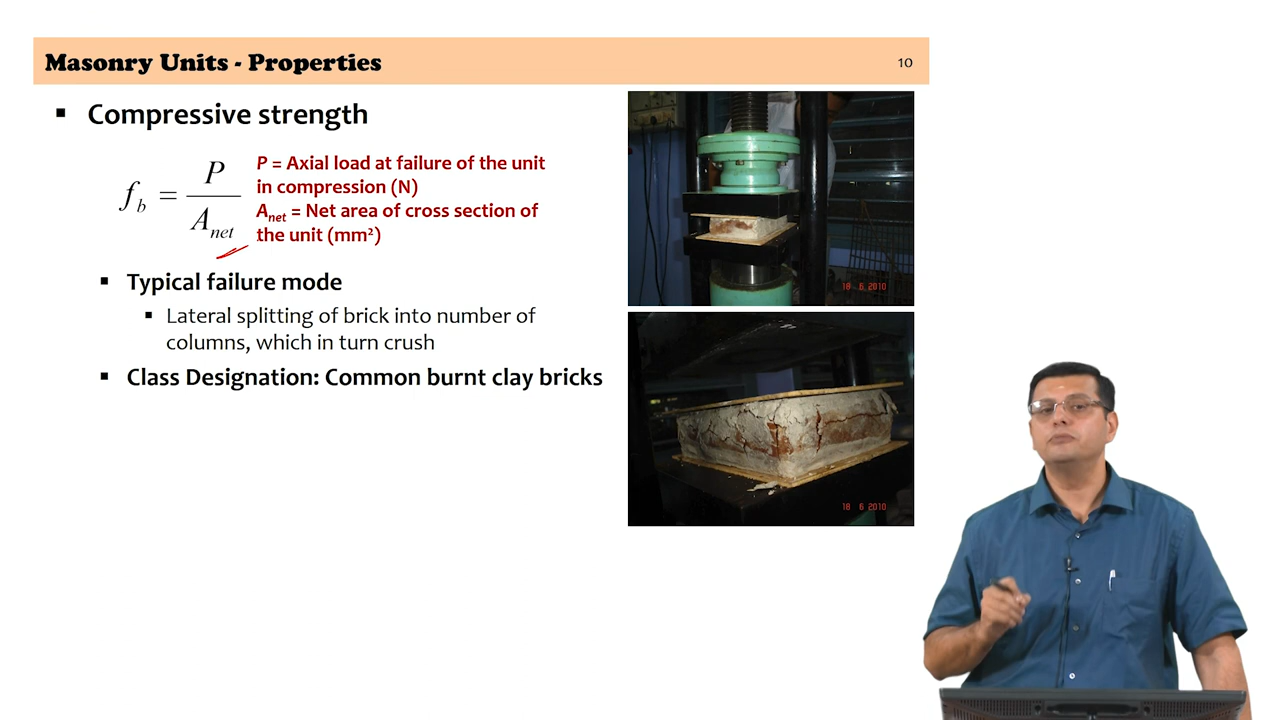 Masonry Units - Properties
10
▪ Compressive strength
f_b = P / A_net
P = Axial load at failure of the unit
in compression (N)
A_net = Net area of cross section of
the unit (mm²)
▪ Typical failure mode
▪ Lateral splitting of brick into number of
columns, which in turn crush
▪ Class Designation: Common burnt clay bricks
18 6 2010
18 6 2010